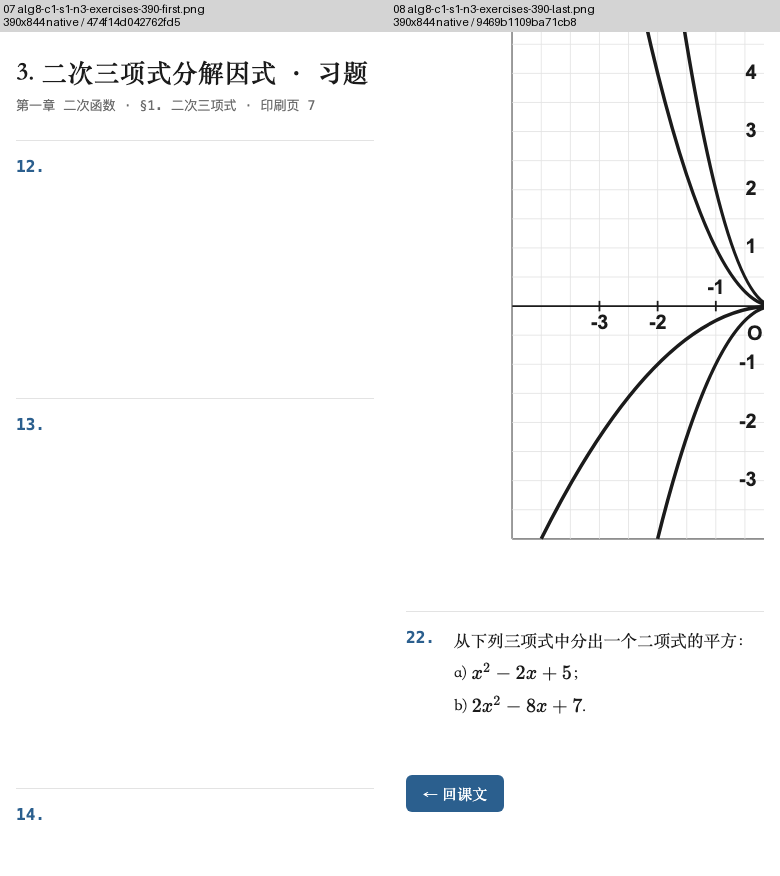 07 alg8-c1-s1-n3-exercises-390-first.png
390x844 native / 474f14d042762fd5
3. 二次三项式分解因式 · 习题
第一章 二次函数 · §1. 二次三项式 · 印刷页 7
12.
13.
14.
08 alg8-c1-s1-n3-exercises-390-last.png
390x844 native / 9469b1109ba71cb8
4
3
2
1
-1
-3 -2
O
-1
-2
-3
22. 从下列三项式中分出一个二项式的平方：
a) x² − 2x + 5;
b) 2x² − 8x + 7.
← 回课文